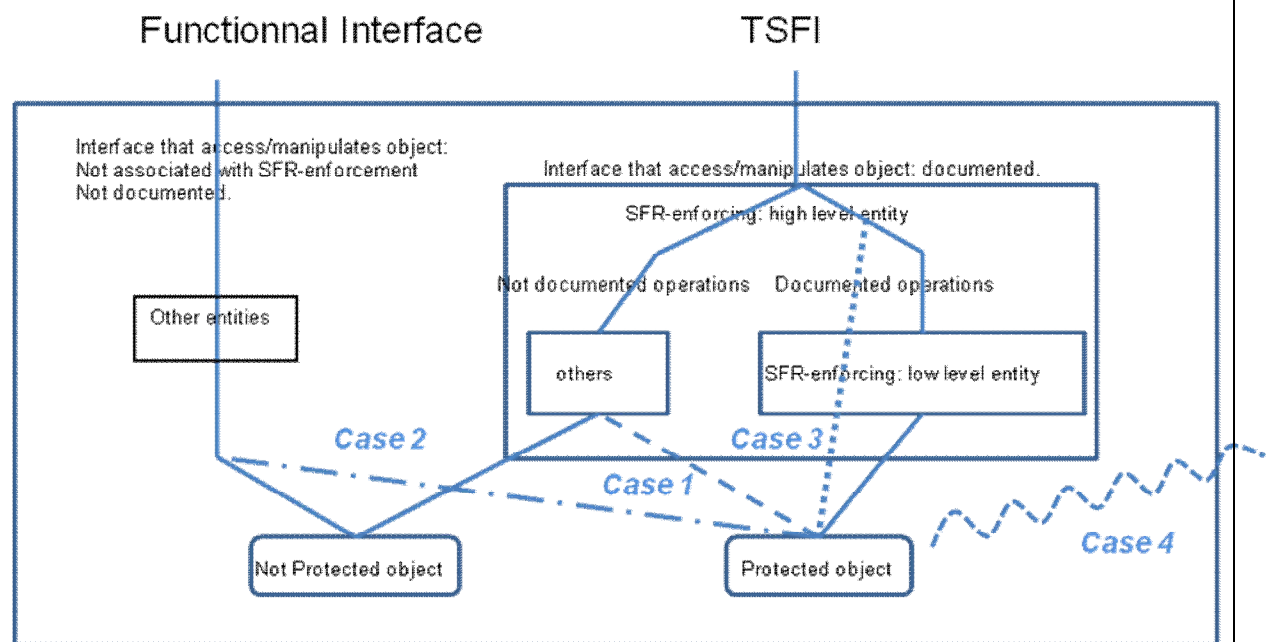 Functionnal Interface
TSFI
Interface that access/manipulates object:
Not associated with SFR-enforcement
Not documented.
Interface that access/manipulates object: documented.
SFR-enforcing: high level entity
Not documented operations
Documented operations
Other entities
others
SFR-enforcing: low level entity
Case 2
Case 3
Case 1
Case 4
Not Protected object
Protected object